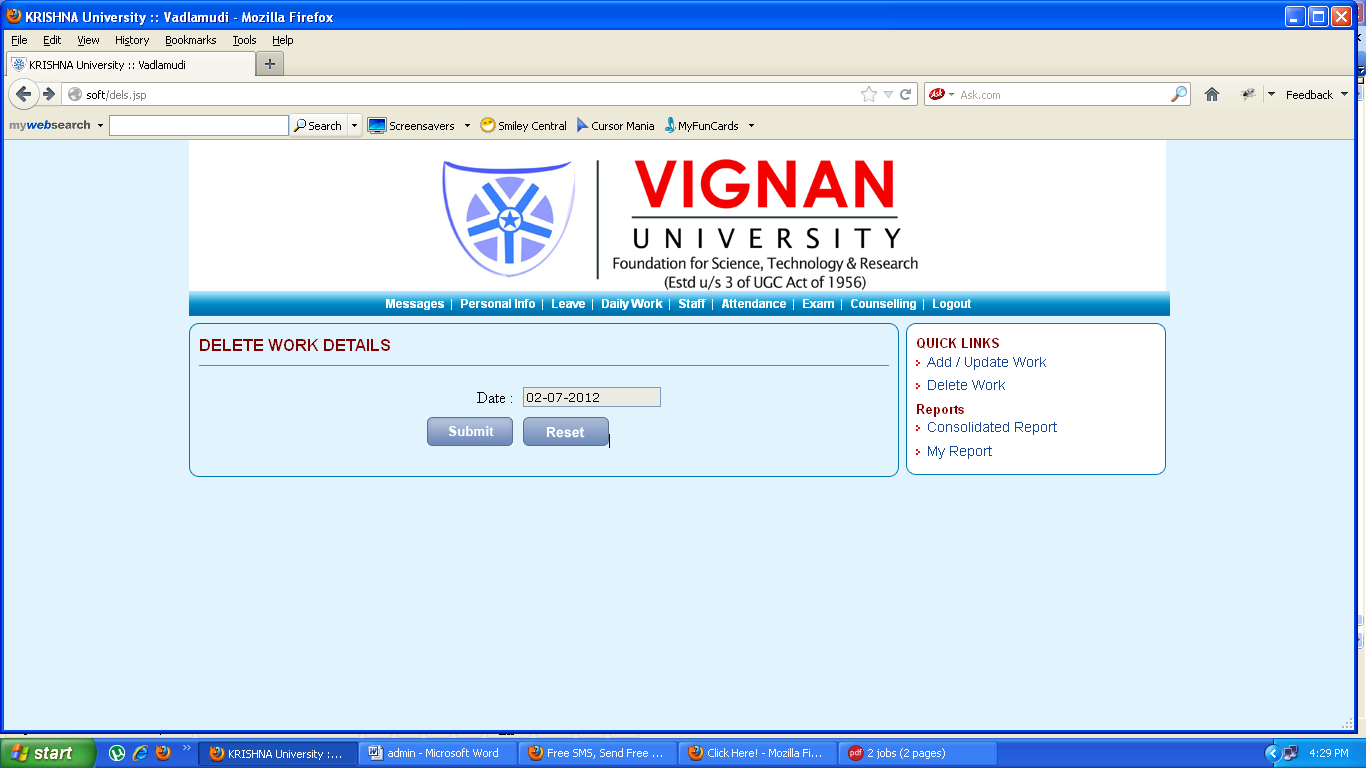 KRISHNA University :: Vadlamudi - Mozilla Firefox
File Edit View History Bookmarks Tools Help
KRISHNA University :: Vadlamudi
soft/dels.jsp
Ask Ask.com
Feedback
mywebsearch Search Screensavers Smiley Central Cursor Mania MyFunCards
VIGNAN
UNIVERSITY
Foundation for Science, Technology & Research
(Estd u/s 3 of UGC Act of 1956)
Messages | Personal Info | Leave | Daily Work | Staff | Attendance | Exam | Counselling | Logout
DELETE WORK DETAILS
Date : 02-07-2012
Submit Reset
QUICK LINKS
Add / Update Work
Delete Work
Reports
Consolidated Report
My Report
start KRISHNA University :... admin - Microsoft Word Free SMS, Send Free ... Click Here! - Mozilla Fi... pdf 2 jobs (2 pages) 4:29 PM